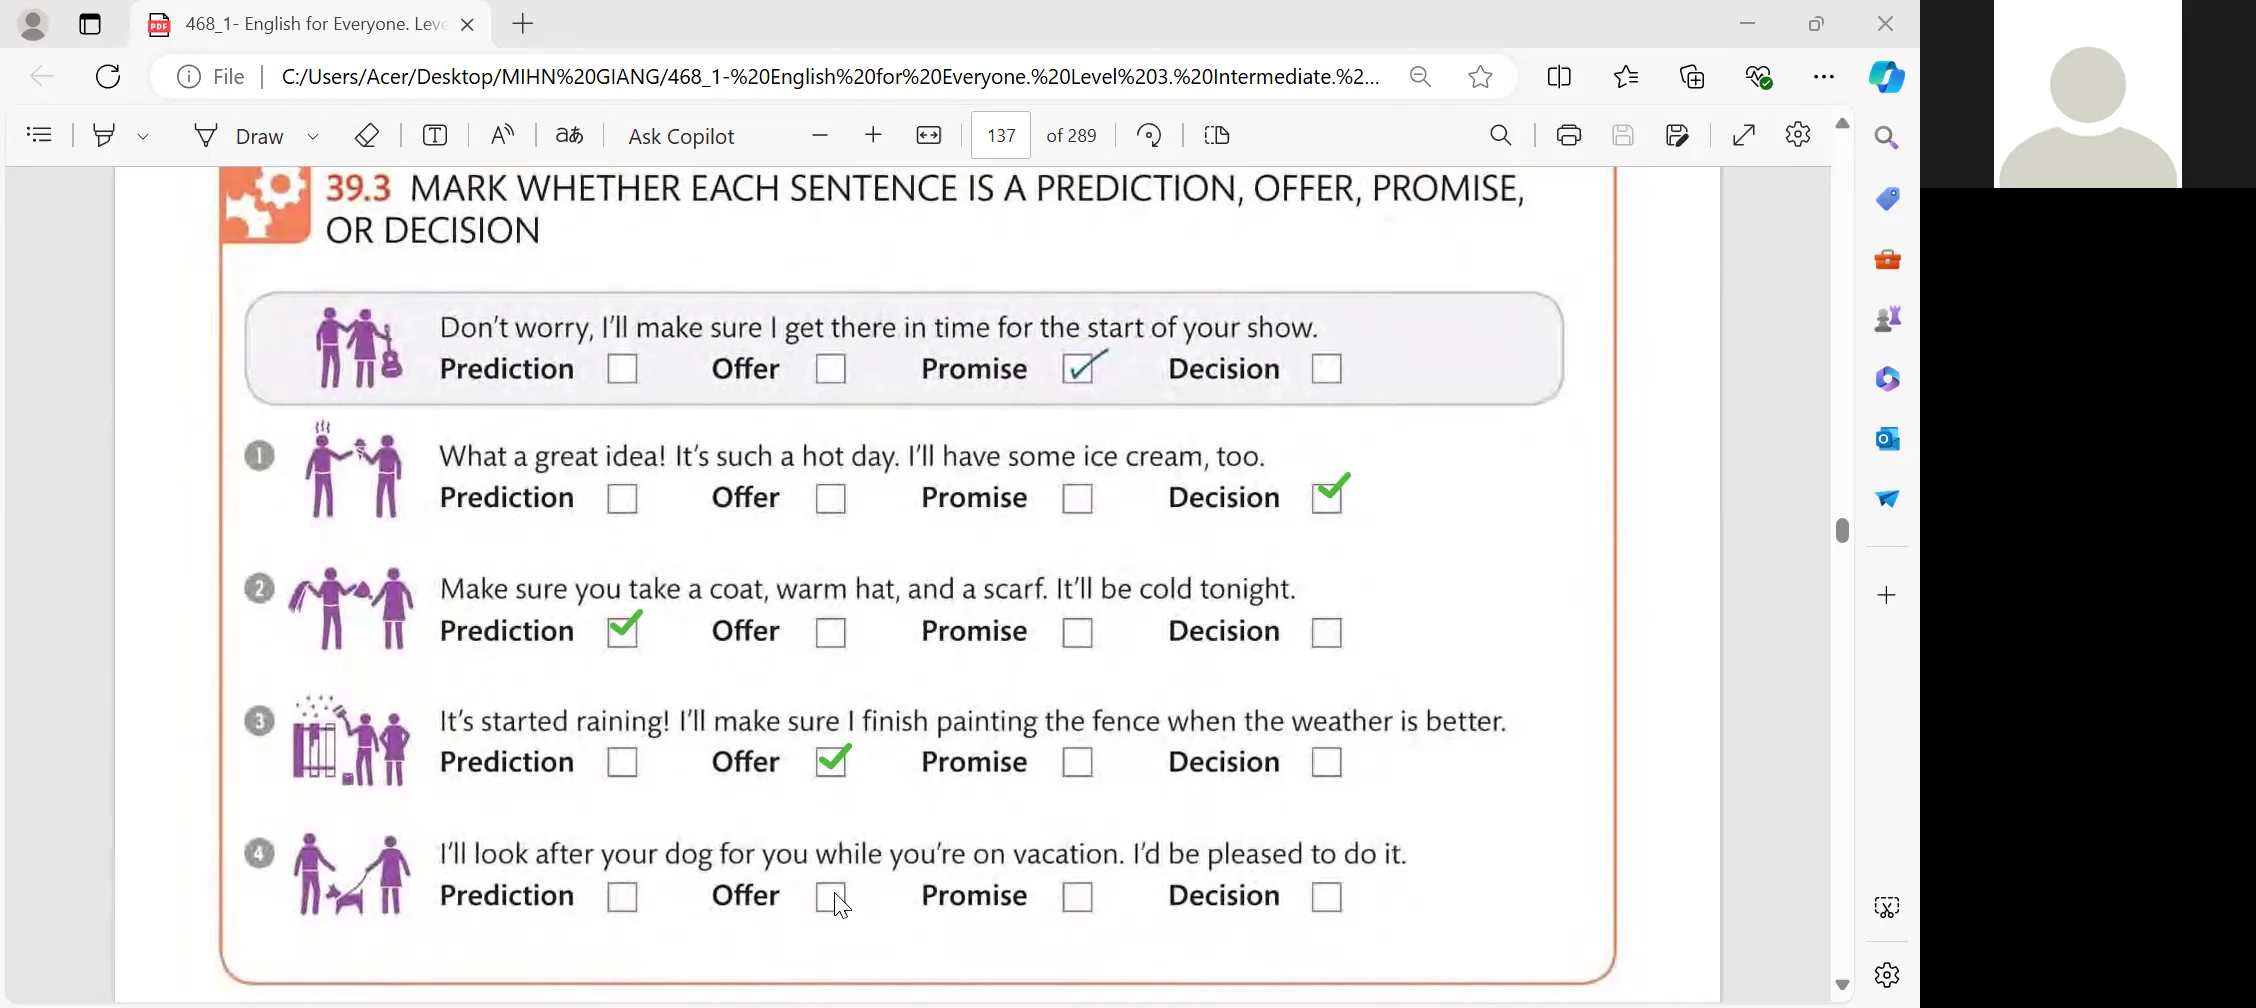 468_1- English for Everyone. Leve
File
C:/Users/Acer/Desktop/MIHN%20GIANG/468_1-%20English%20for%20Everyone.%20Level%203.%20Intermediate.%2...
Draw
Ask Copilot
137 of 289
39.3 MARK WHETHER EACH SENTENCE IS A PREDICTION, OFFER, PROMISE,
OR DECISION
Don't worry, I'll make sure I get there in time for the start of your show.
Prediction Offer Promise Decision
1 What a great idea! It's such a hot day. I'll have some ice cream, too.
Prediction Offer Promise Decision
2 Make sure you take a coat, warm hat, and a scarf. It'll be cold tonight.
Prediction Offer Promise Decision
3 It's started raining! I'll make sure I finish painting the fence when the weather is better.
Prediction Offer Promise Decision
4 I'll look after your dog for you while you're on vacation. I'd be pleased to do it.
Prediction Offer Promise Decision